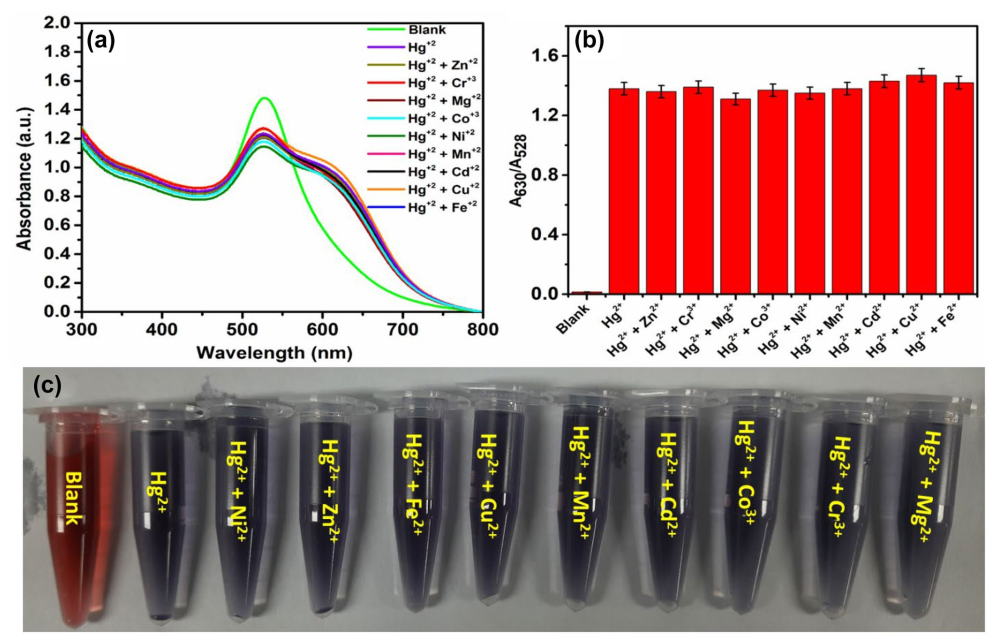 (a)
2.0
1.8
1.6
1.4
1.2
1.0
0.8
0.6
0.4
0.2
0.0
Absorbance (a.u.)
300
400
500
600
700
800
Wavelength (nm)
Blank
Hg⁺²
Hg⁺² + Zn⁺²
Hg⁺² + Cr⁺³
Hg⁺² + Mg⁺²
Hg⁺² + Co⁺³
Hg⁺² + Ni⁺²
Hg⁺² + Mn⁺²
Hg⁺² + Cd⁺²
Hg⁺² + Cu⁺²
Hg⁺² + Fe⁺²
(b)
1.6
1.2
0.8
0.4
0.0
A₆₃₀/A₅₂₈
Blank
Hg²⁺
Hg²⁺ + Zn²⁺
Hg²⁺ + Cr³⁺
Hg²⁺ + Mg²⁺
Hg²⁺ + Co³⁺
Hg²⁺ + Ni²⁺
Hg²⁺ + Mn²⁺
Hg²⁺ + Cd²⁺
Hg²⁺ + Cu²⁺
Hg²⁺ + Fe²⁺
(c)
Blank
Hg²⁺
Hg²⁺ + Ni²⁺
Hg²⁺ + Zn²⁺
Hg²⁺ + Fe²⁺
Hg²⁺ + Cu²⁺
Hg²⁺ + Mn²⁺
Hg²⁺ + Cd²⁺
Hg²⁺ + Co³⁺
Hg²⁺ + Cr³⁺
Hg²⁺ + Mg²⁺